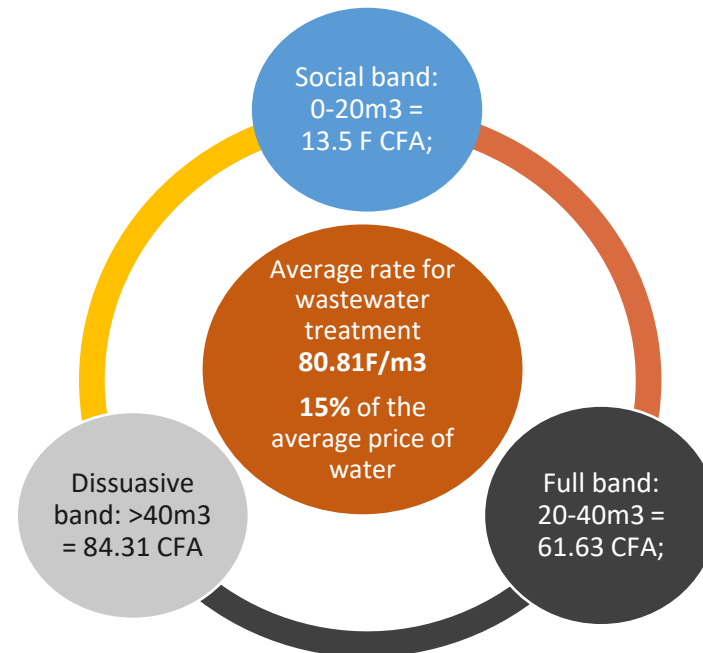 Social band:
0-20m3 =
13.5 F CFA;
Average rate for
wastewater
treatment
80.81F/m3
15% of the
average price of
water
Dissuasive
band: >40m3
= 84.31 CFA
Full band:
20-40m3 =
61.63 CFA;